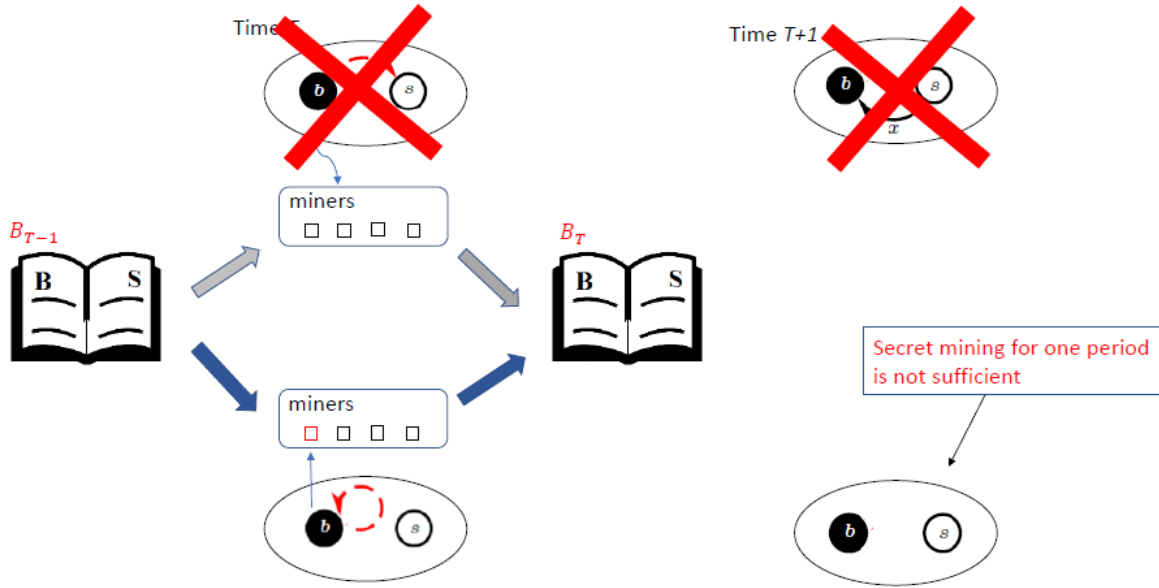 Time T
Time T+1
b
s
b
s
x
miners
B_{T-1}
B_T
B S
B S
Secret mining for one period
is not sufficient
miners
b
s
b
s